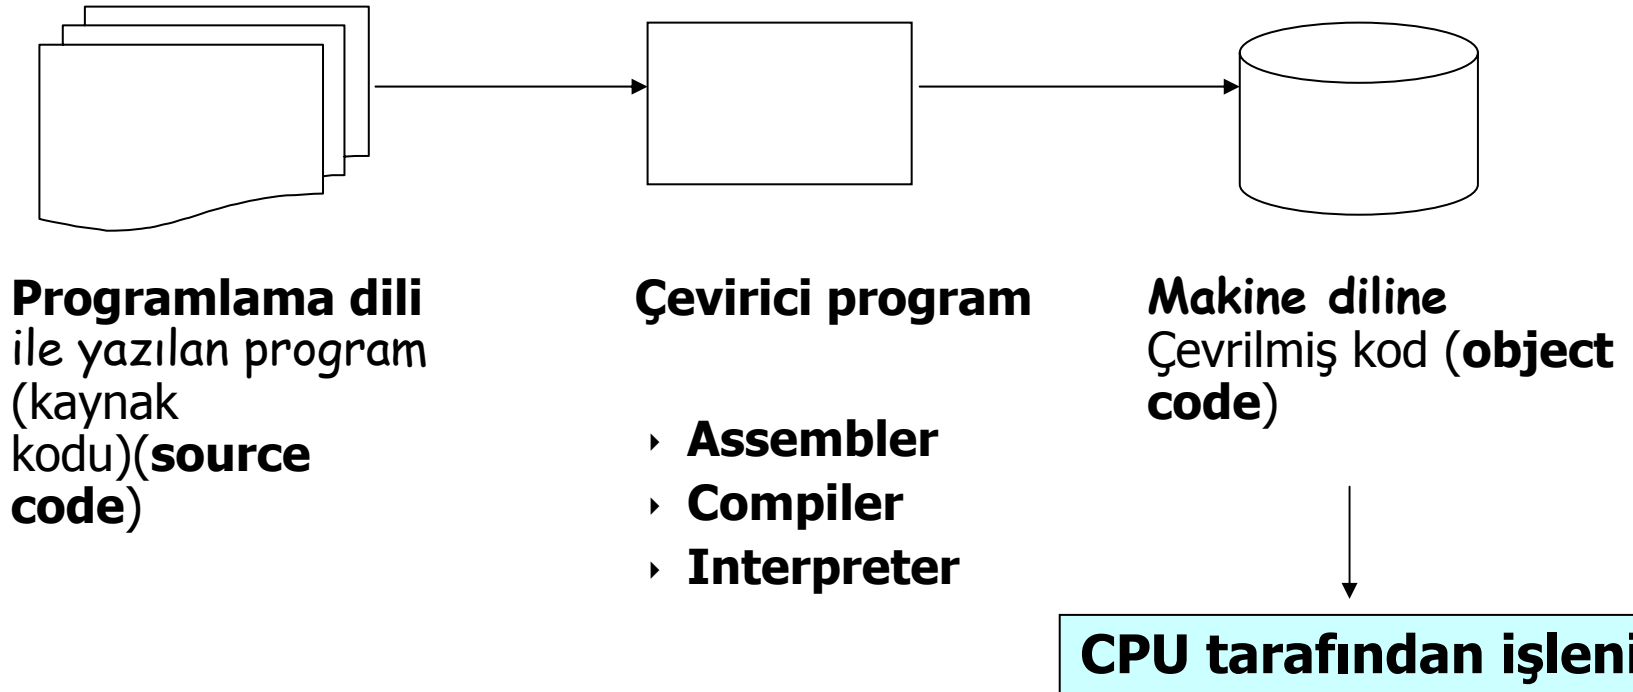 Programlama dili
ile yazılan program
(kaynak
kodu)(source
code)
Çevirici program
‣ Assembler
‣ Compiler
‣ Interpreter
Makine diline
Çevrilmiş kod (object
code)
CPU tarafından işleni